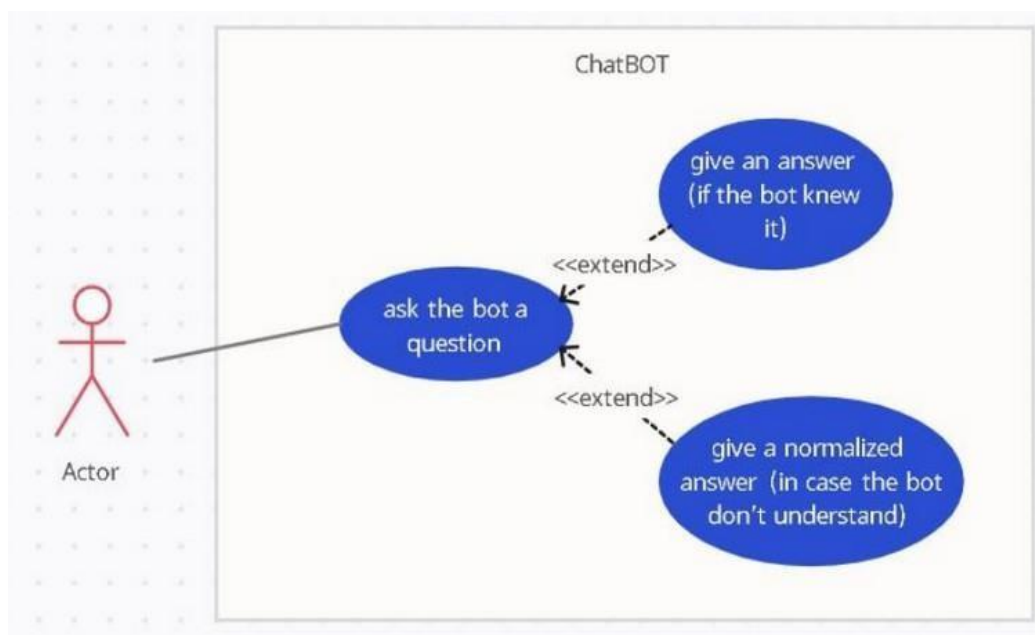 ChatBOT
give an answer
(if the bot knew
it)
<<extend>>
ask the bot a
question
<<extend>>
give a normalized
answer (in case the bot
don't understand)
Actor